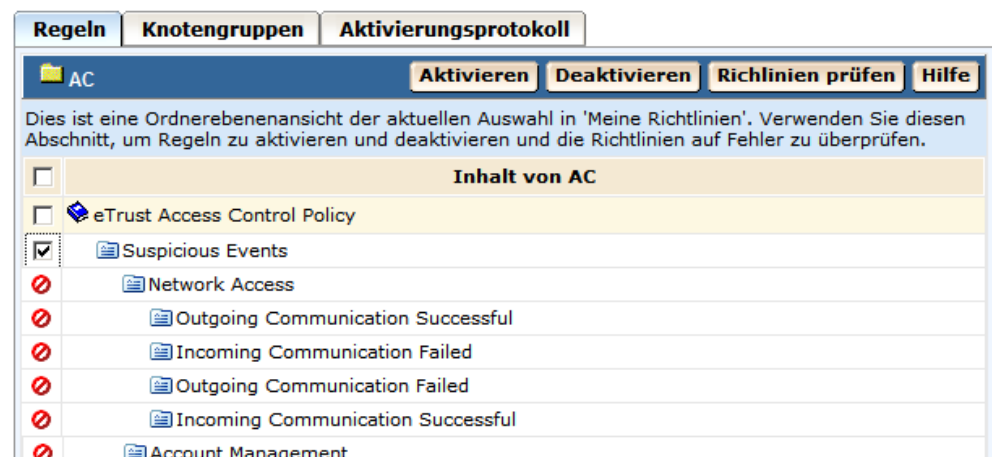 Regeln Knotengruppen Aktivierungsprotokoll
AC Aktivieren Deaktivieren Richlinien prüfen Hilfe
Dies ist eine Ordnerebenenansicht der aktuellen Auswahl in 'Meine Richtlinien'. Verwenden Sie diesen
Abschnitt, um Regeln zu aktivieren und deaktivieren und die Richtlinien auf Fehler zu überprüfen.
Inhalt von AC
eTrust Access Control Policy
Suspicious Events
Network Access
Outgoing Communication Successful
Incoming Communication Failed
Outgoing Communication Failed
Incoming Communication Successful
Account Management